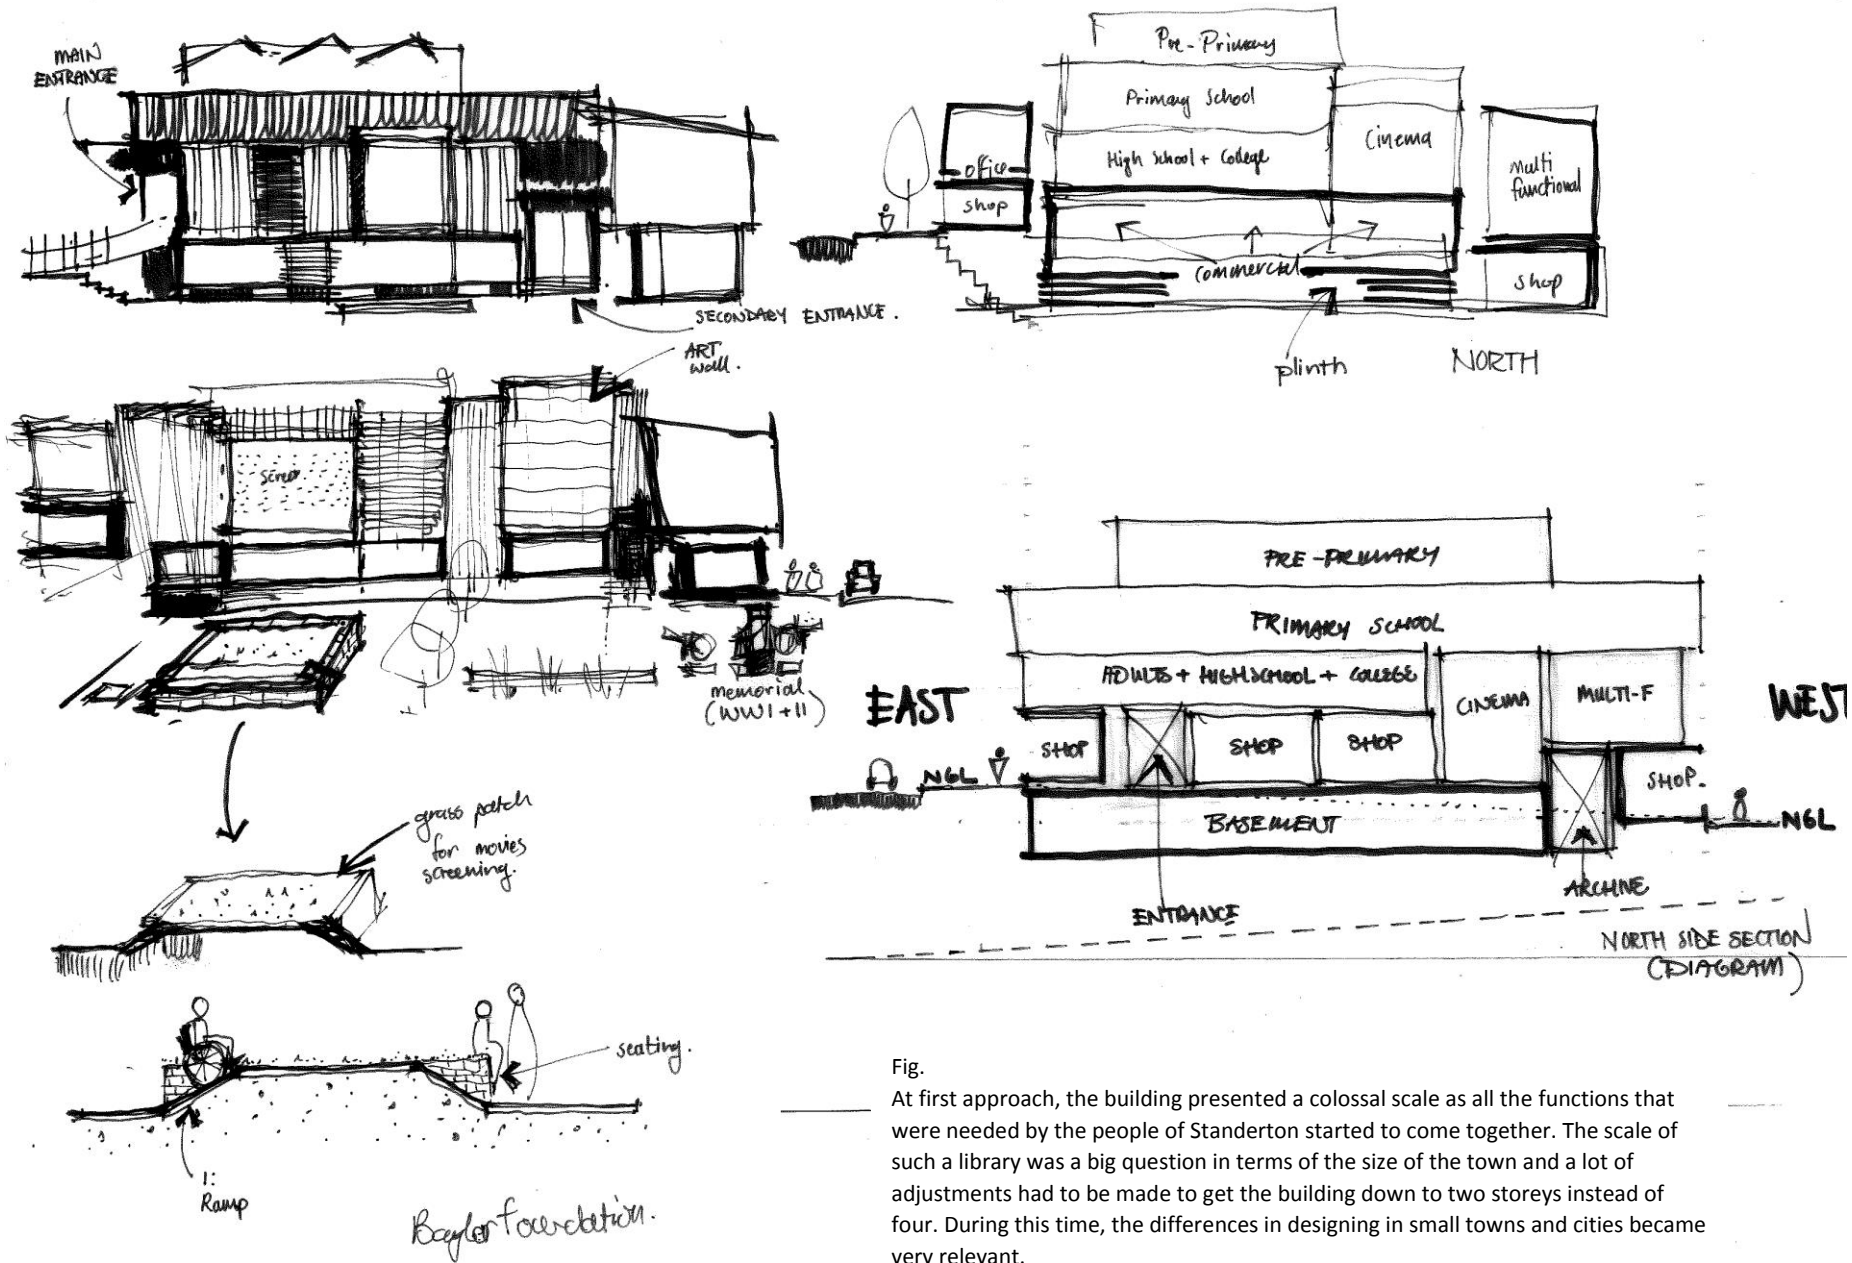 MAIN
ENTRANCE
SECONDARY ENTRANCE.
Pre-Primary
Primary School
High School + College
Cinema
office
shop
Multi
functional
Commercial
shop
plinth
NORTH
ART
wall.
screen
memorial
(WWI+II)
grass patch
for movies
screening.
seating.
1:
Ramp
Baylor Foundation.
PRE-PRIMARY
PRIMARY SCHOOL
ADULTS + HIGHSCHOOL + COLLEGE
CINEMA
MULTI-F
EAST
WEST
SHOP
SHOP
SHOP
SHOP.
NGL
NGL
BASEMENT
ENTRANCE
ARCHIVE
NORTH SIDE SECTION
(DIAGRAM)
Fig.
At first approach, the building presented a colossal scale as all the functions that
were needed by the people of Standerton started to come together. The scale of
such a library was a big question in terms of the size of the town and a lot of
adjustments had to be made to get the building down to two storeys instead of
four. During this time, the differences in designing in small towns and cities became
very relevant.